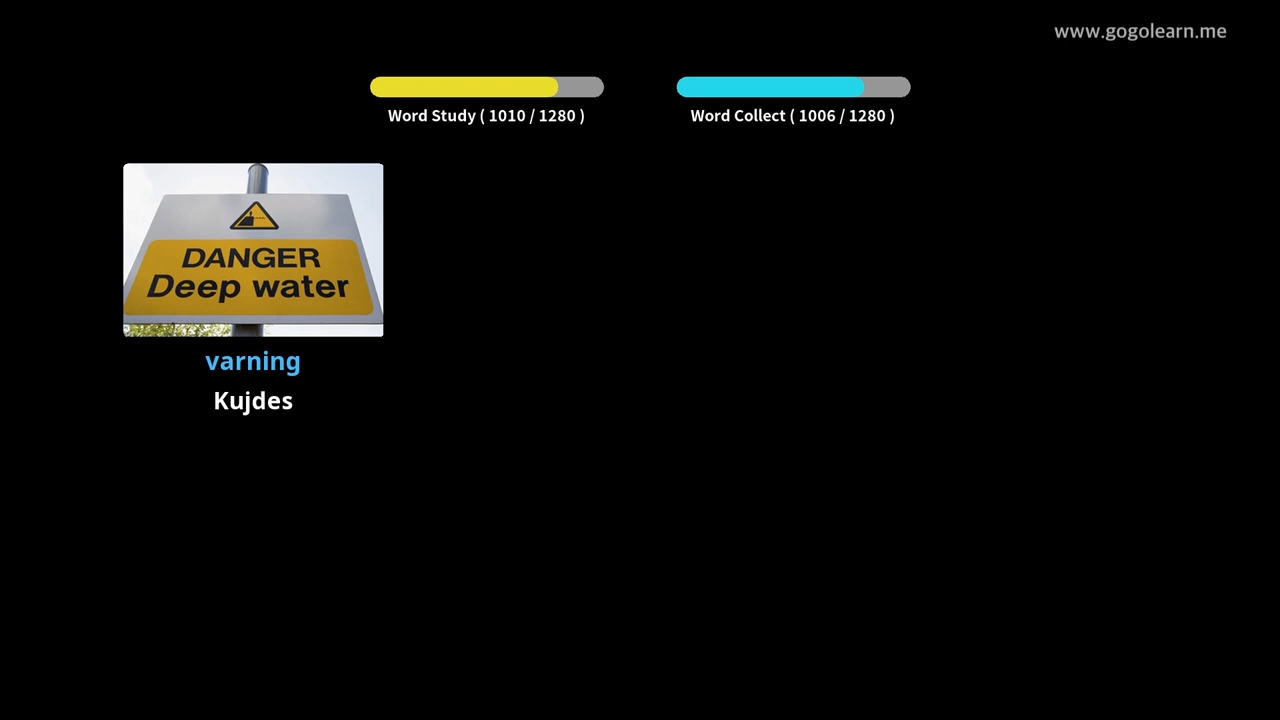 www.gogolearn.me
Word Study ( 1010 / 1280 )
Word Collect ( 1006 / 1280 )
DANGER
Deep water
varning
Kujdes